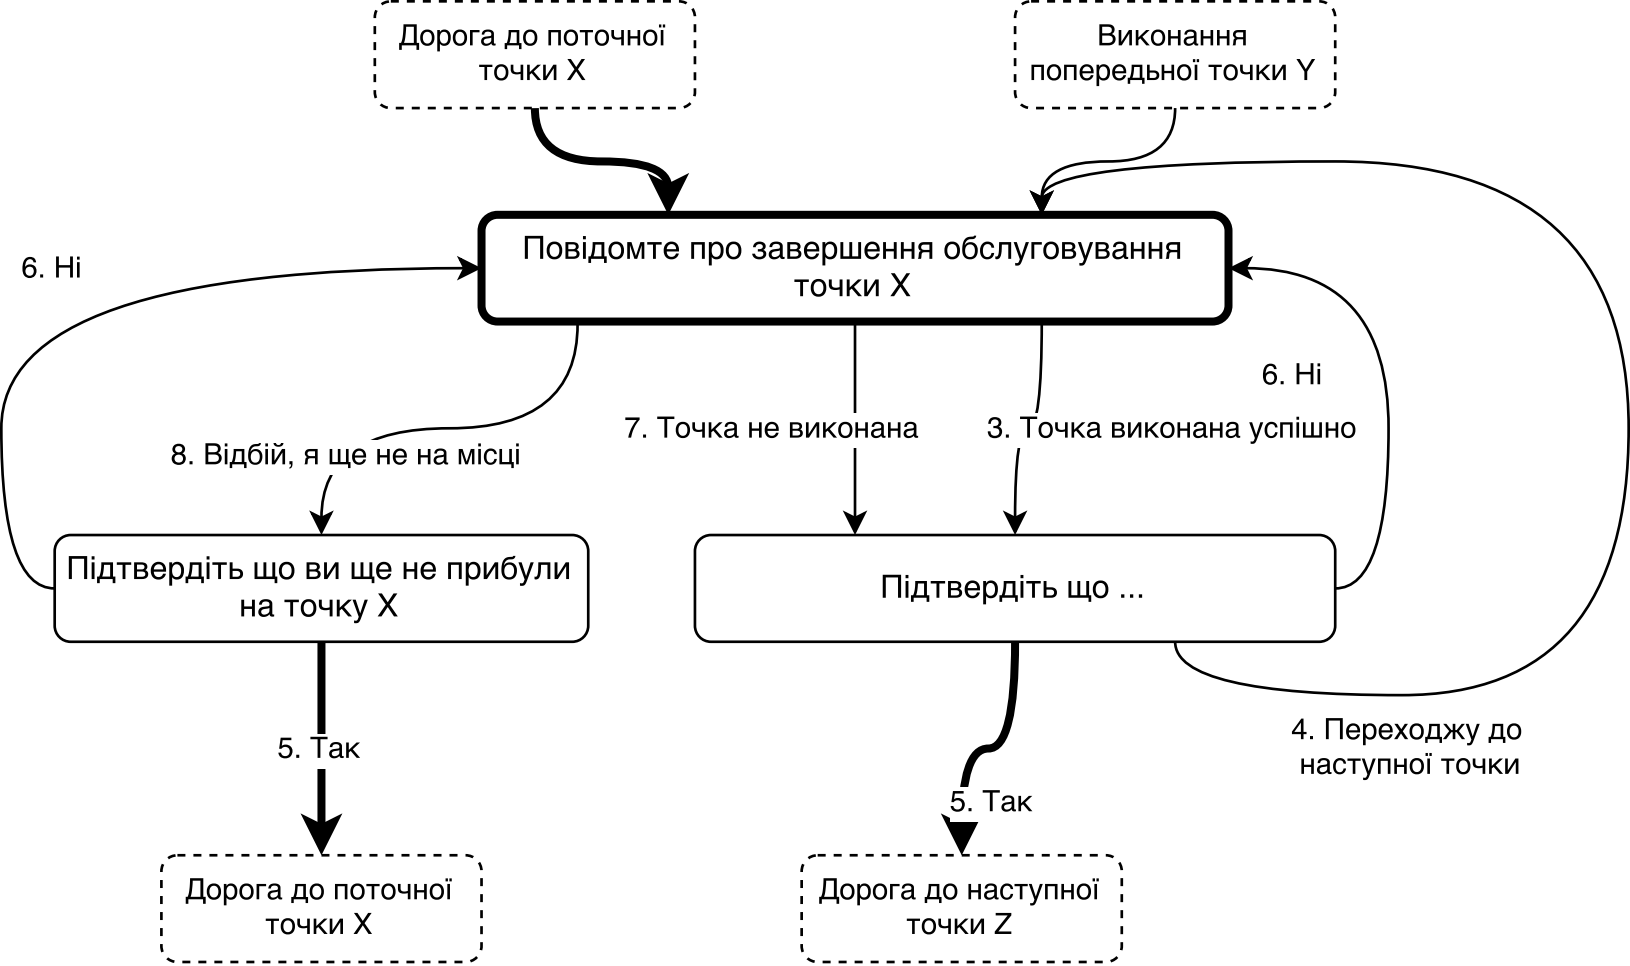 Дорога до поточної
точки X
Виконання
попередьної точки Y
Повідомте про завершення обслуговування
точки X
6. Ні
6. Ні
7. Точка не виконана
3. Точка виконана успішно
8. Відбій, я ще не на місці
Підтвердіть що ви ще не прибули
на точку X
Підтвердіть що ...
4. Переходжу до
наступної точки
5. Так
5. Так
Дорога до поточної
точки X
Дорога до наступної
точки Z